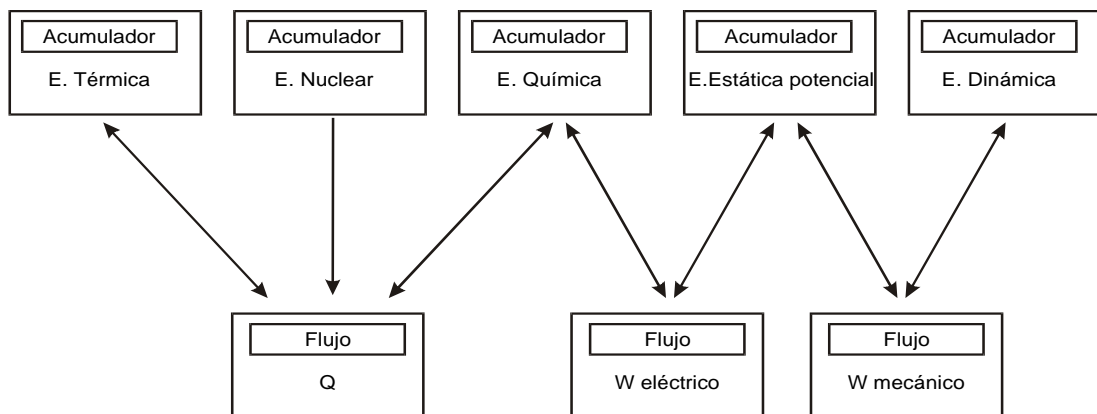 Acumulador
E. Térmica
Acumulador
E. Nuclear
Acumulador
E. Química
Acumulador
E.Estática potencial
Acumulador
E. Dinámica
Flujo
Q
Flujo
W eléctrico
Flujo
W mecánico